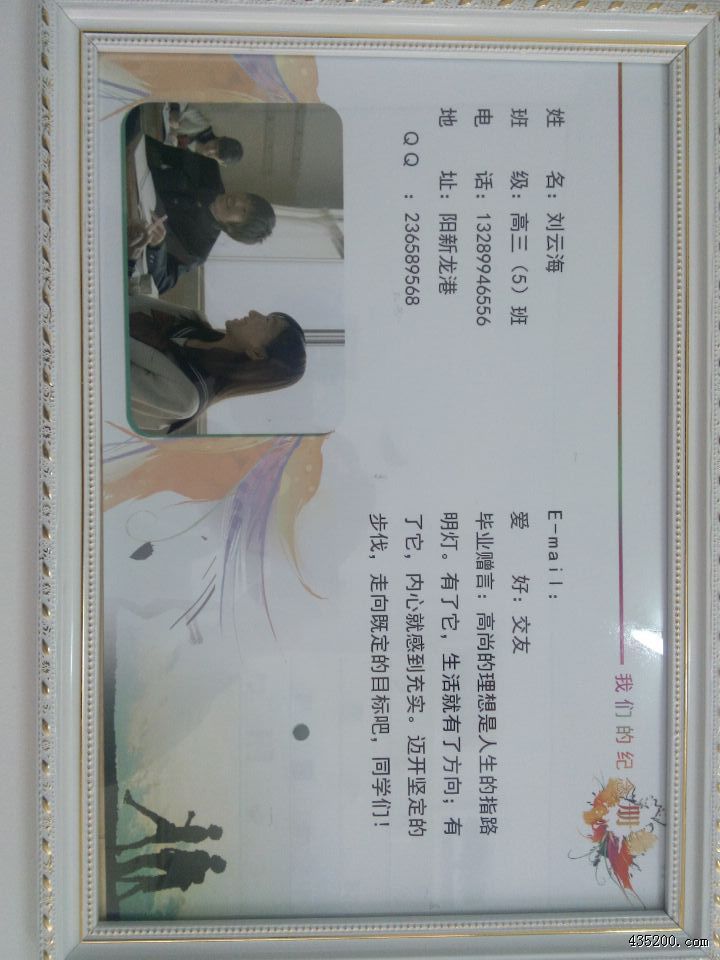 我们的纪念册
姓 名：刘云海
班 级：高三（5）班
电 话：13289946556
地 址：阳新龙港
QQ ：236589568
E-mail：
爱 好：交友
毕业赠言：高尚的理想是人生的指路
明灯。有了它，生活就有了方向；有
了它，内心就感到充实。迈开坚定的
步伐，走向既定的目标吧，同学们！
435200.com